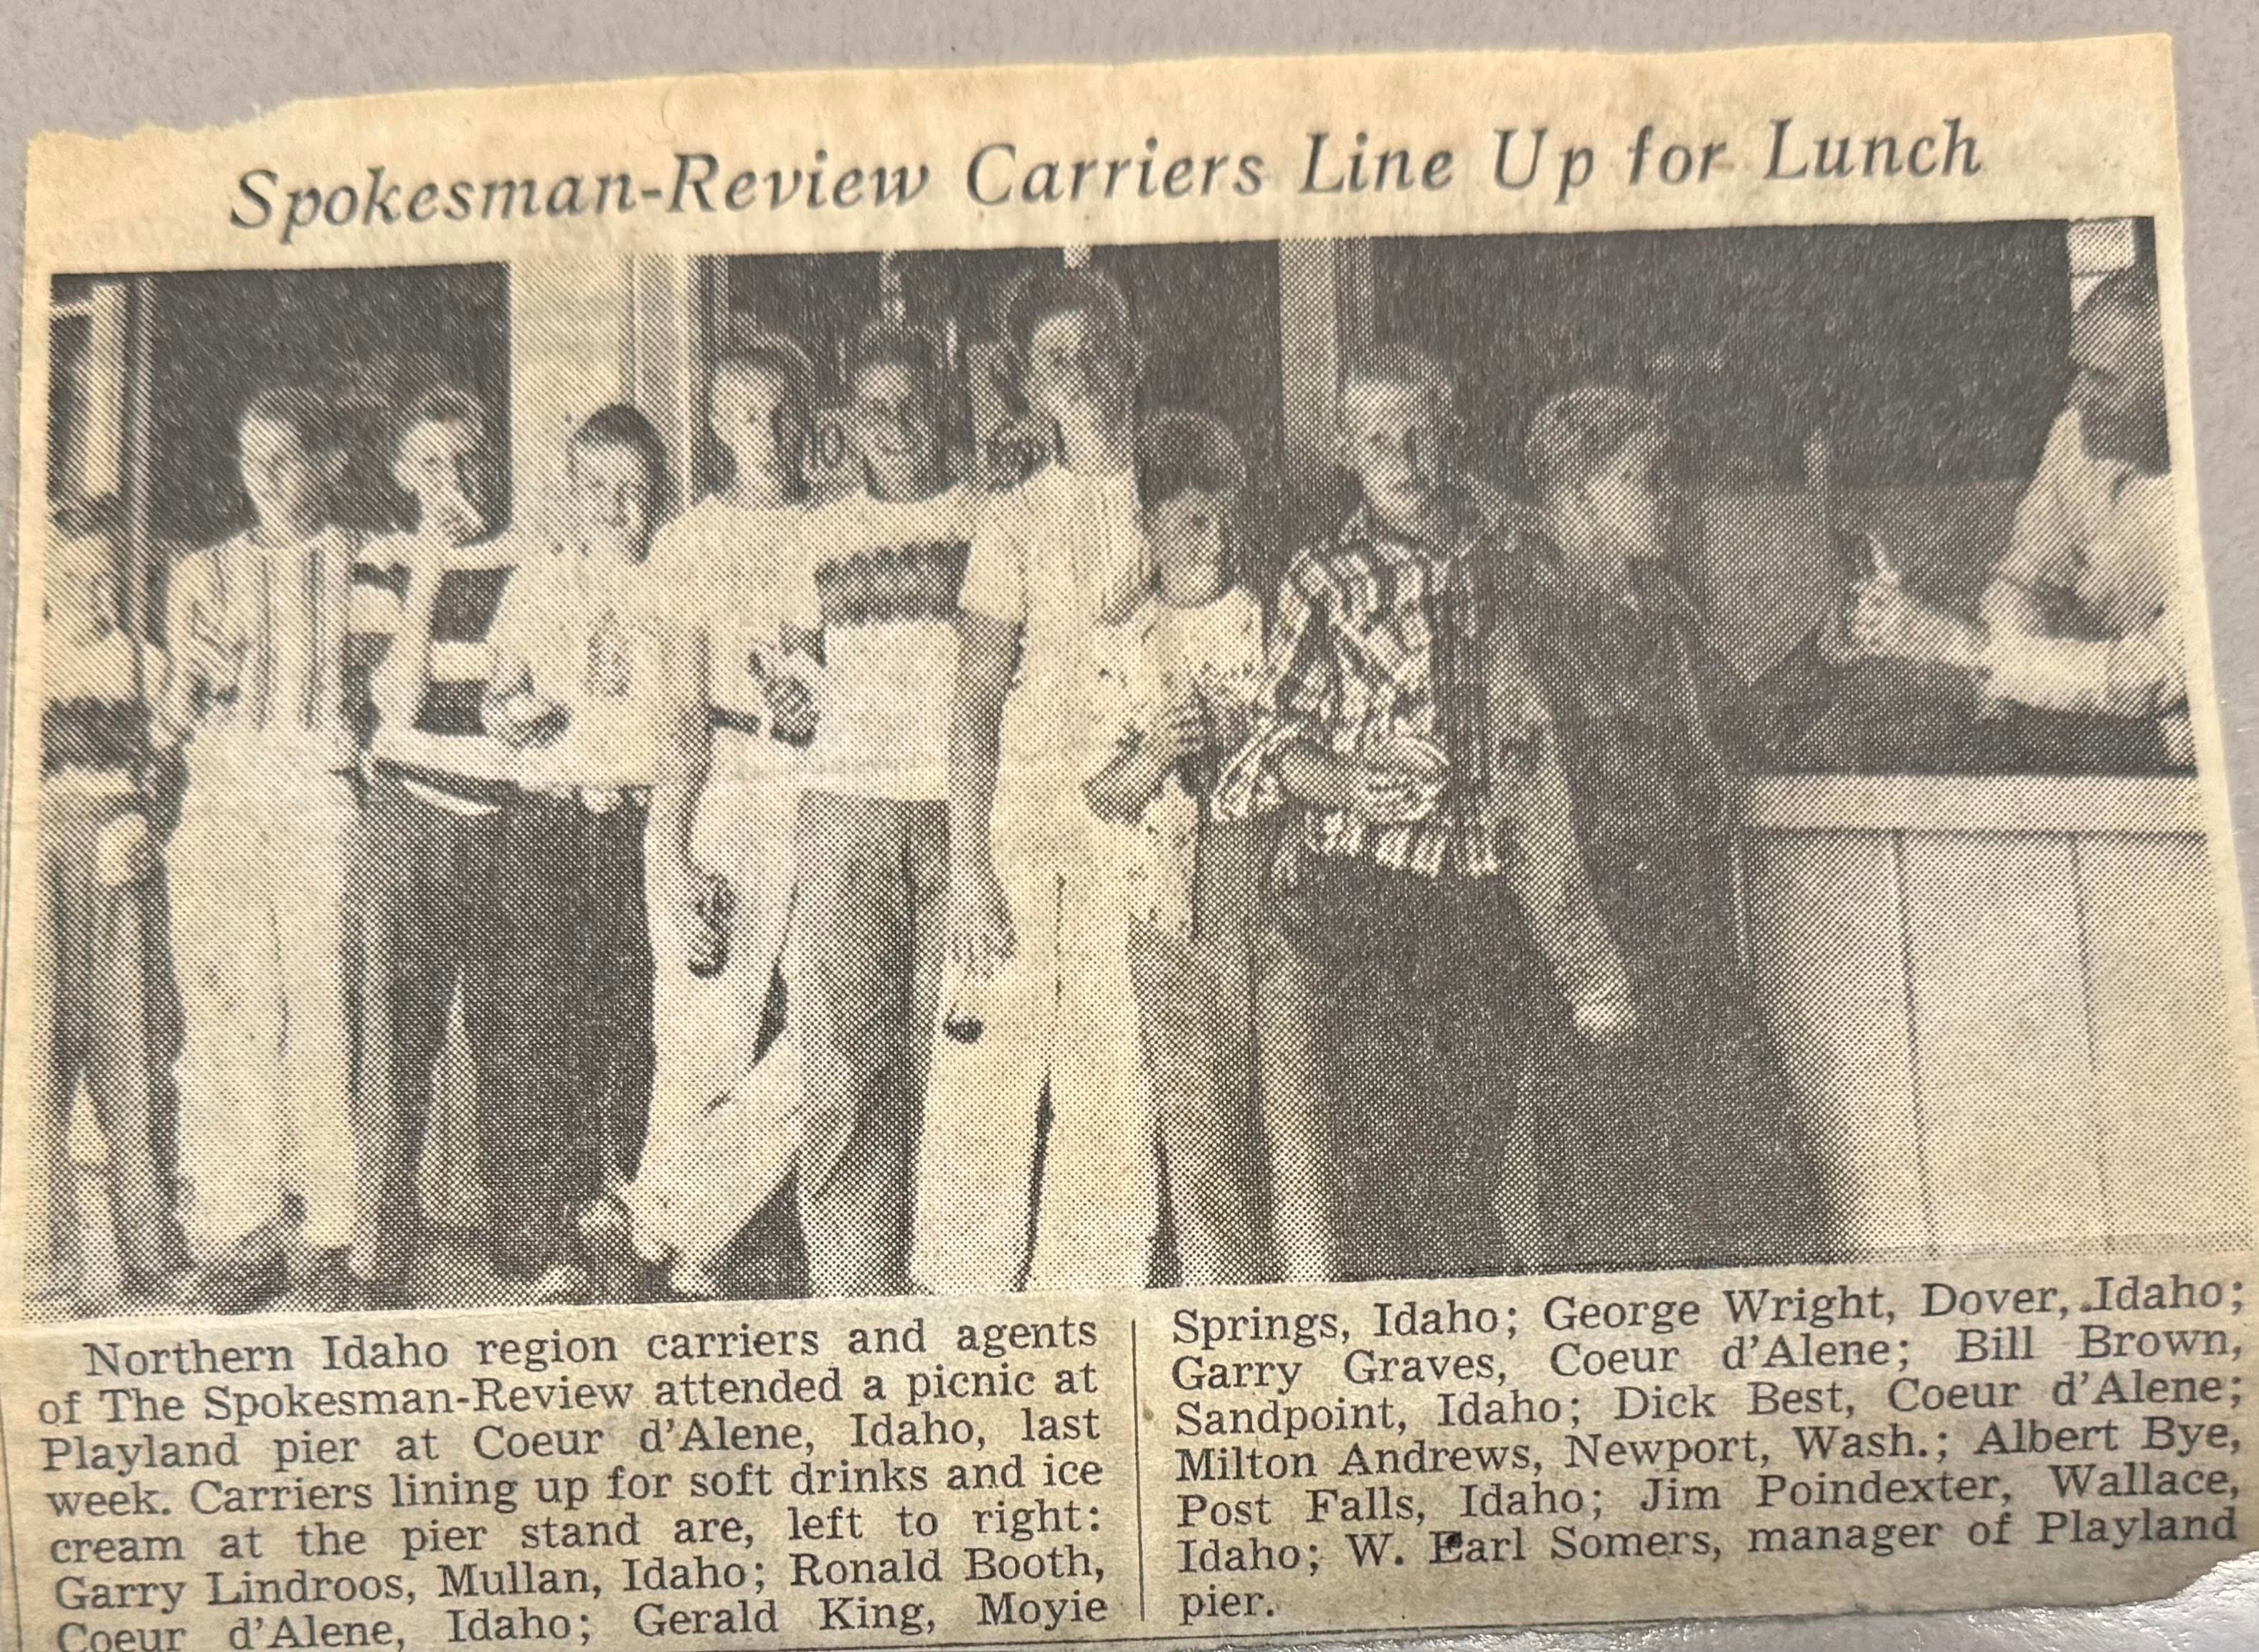 Spokesman-Review Carriers Line Up for Lunch
Northern Idaho region carriers and agents
of The Spokesman-Review attended a picnic at
Playland pier at Coeur d'Alene, Idaho, last
week. Carriers lining up for soft drinks and ice
cream at the pier stand are, left to right:
Garry Lindroos, Mullan, Idaho; Ronald Booth,
Coeur d'Alene, Idaho; Gerald King, Moyie
Springs, Idaho; George Wright, Dover, Idaho;
Garry Graves, Coeur d'Alene; Bill Brown,
Sandpoint, Idaho; Dick Best, Coeur d'Alene;
Milton Andrews, Newport, Wash.; Albert Bye,
Post Falls, Idaho; Jim Poindexter, Wallace,
Idaho; W. Earl Somers, manager of Playland
pier.